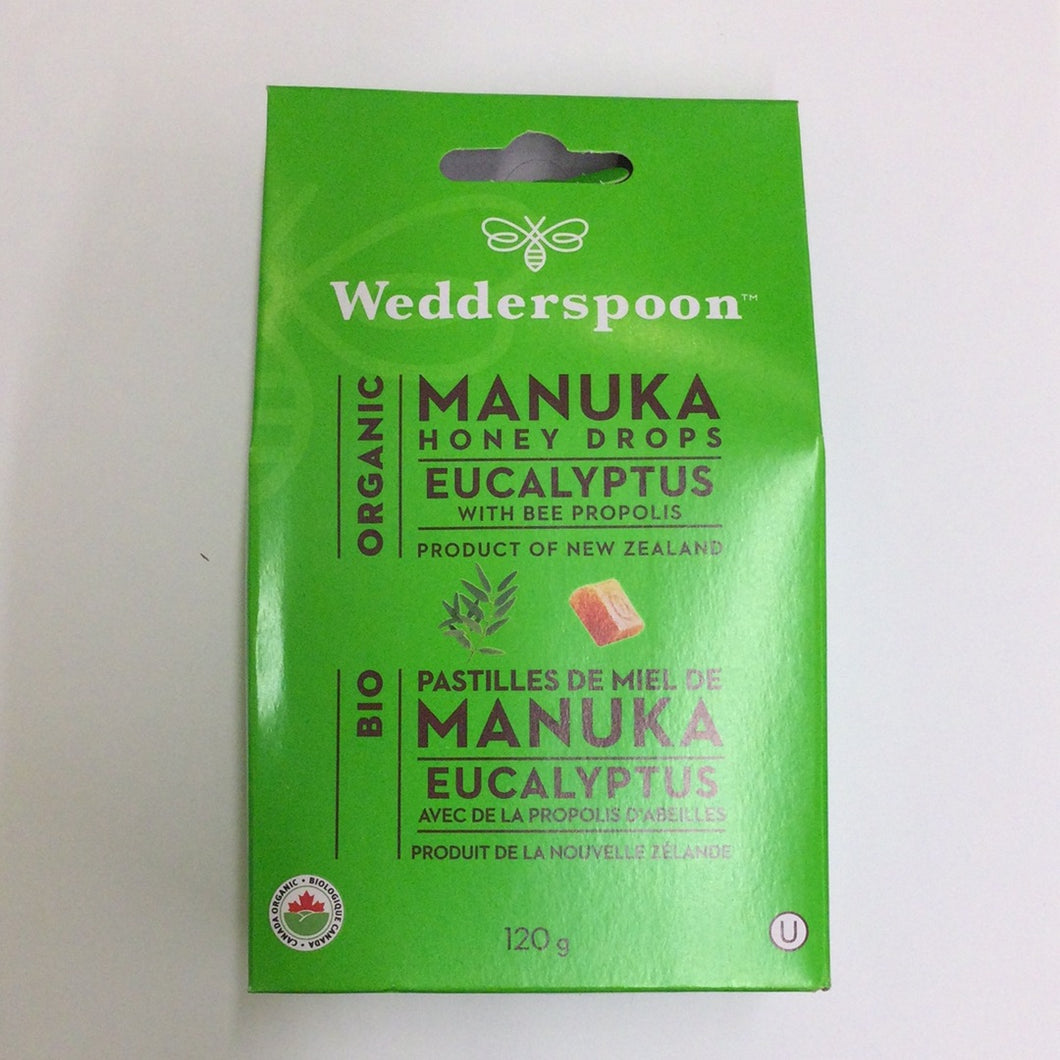 Wedderspoon™
ORGANIC
MANUKA
HONEY DROPS
EUCALYPTUS
WITH BEE PROPOLIS
PRODUCT OF NEW ZEALAND
BIO
PASTILLES DE MIEL DE
MANUKA
EUCALYPTUS
AVEC DE LA PROPOLIS D'ABEILLES
PRODUIT DE LA NOUVELLE ZÉLANDE
CANADA ORGANIC • BIOLOGIQUE CANADA •
120 g
U